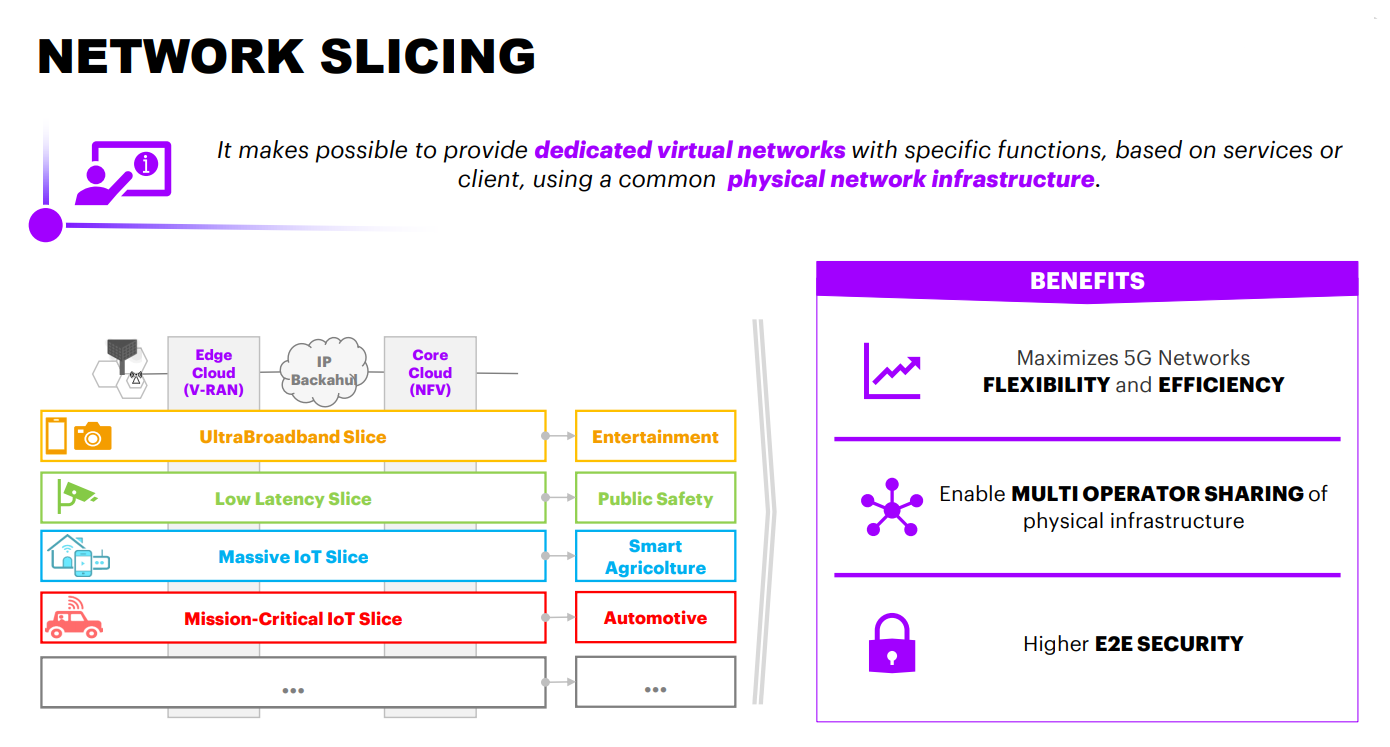 NETWORK SLICING
It makes possible to provide dedicated virtual networks with specific functions, based on services or
client, using a common physical network infrastructure.
Edge
Cloud
(V-RAN)
IP
Backahul
Core
Cloud
(NFV)
UltraBroadband Slice
Entertainment
Low Latency Slice
Public Safety
Massive IoT Slice
Smart
Agricolture
Mission-Critical IoT Slice
Automotive
...
...
BENEFITS
Maximizes 5G Networks
FLEXIBILITY and EFFICIENCY
Enable MULTI OPERATOR SHARING of
physical infrastructure
Higher E2E SECURITY